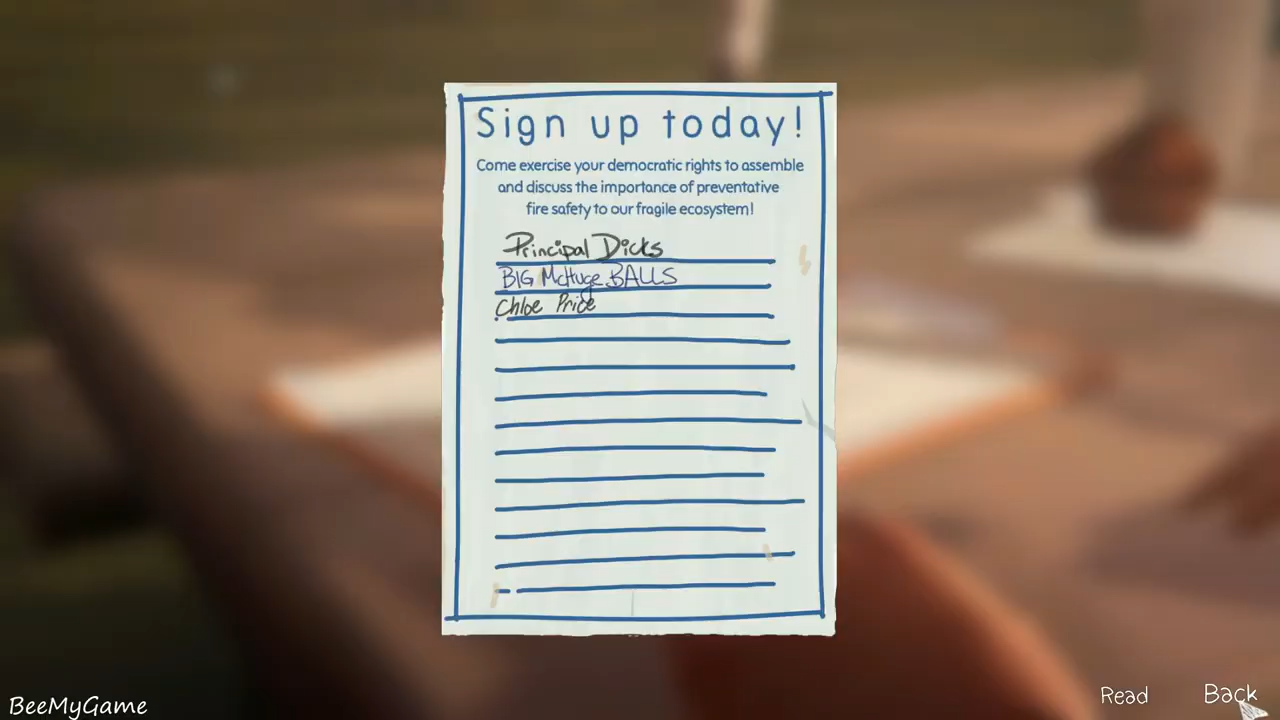 Sign up today!
Come exercise your democratic rights to assemble
and discuss the importance of preventative
fire safety to our fragile ecosystem!
Principal Dicks
BIG McHuge BALLS
Chloe Price
Read
Back
BeeMyGame